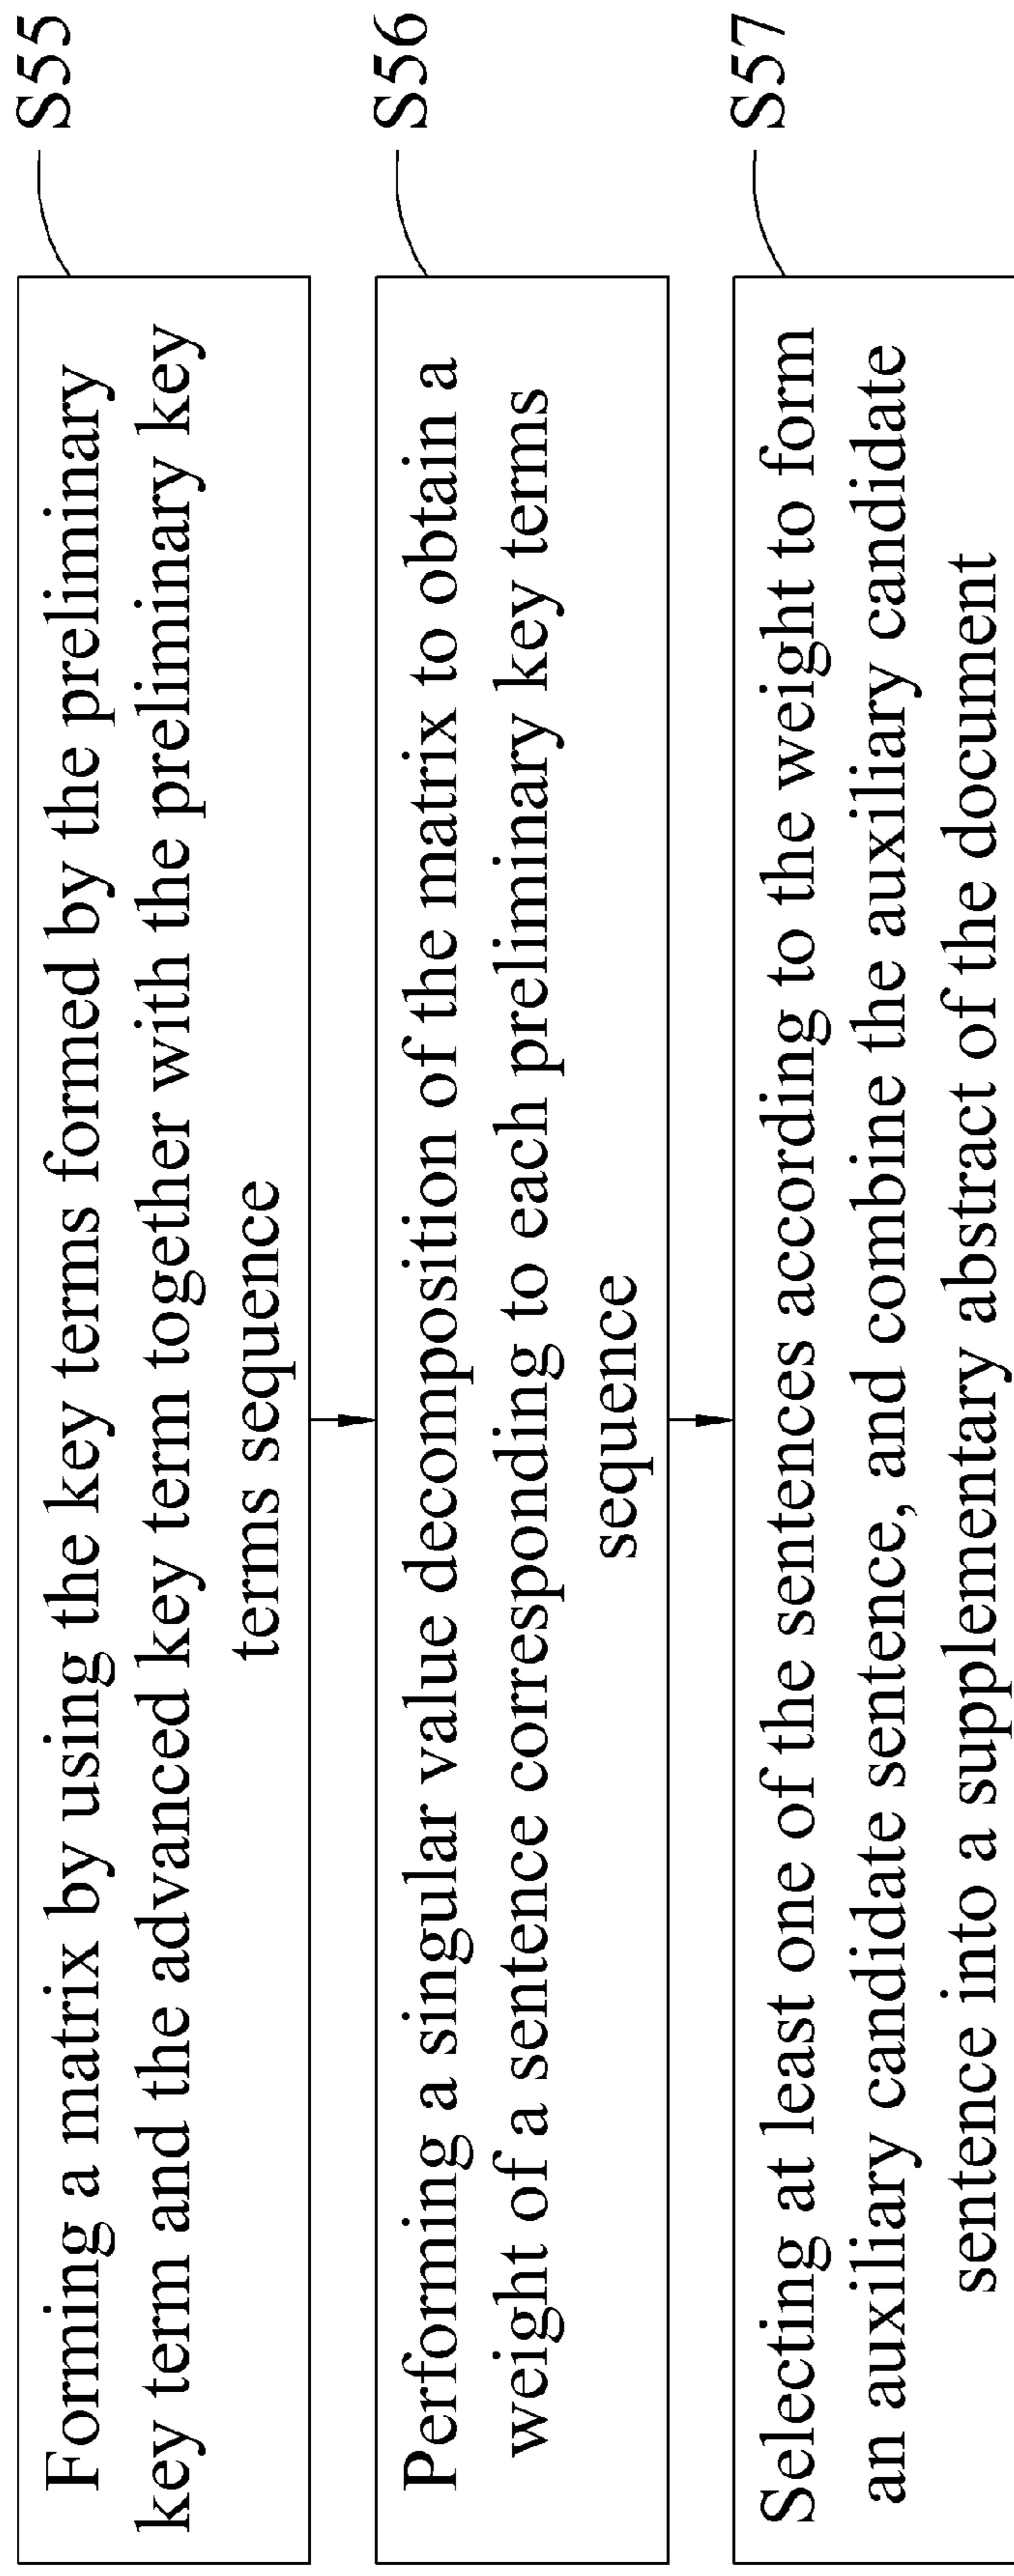 Forming a matrix by using the key terms formed by the preliminary
key term and the advanced key term together with the preliminary key
terms sequence
S55
Performing a singular value decomposition of the matrix to obtain a
weight of a sentence corresponding to each preliminary key terms
sequence
S56
Selecting at least one of the sentences according to the weight to form
an auxiliary candidate sentence, and combine the auxiliary candidate
sentence into a supplementary abstract of the document
S57